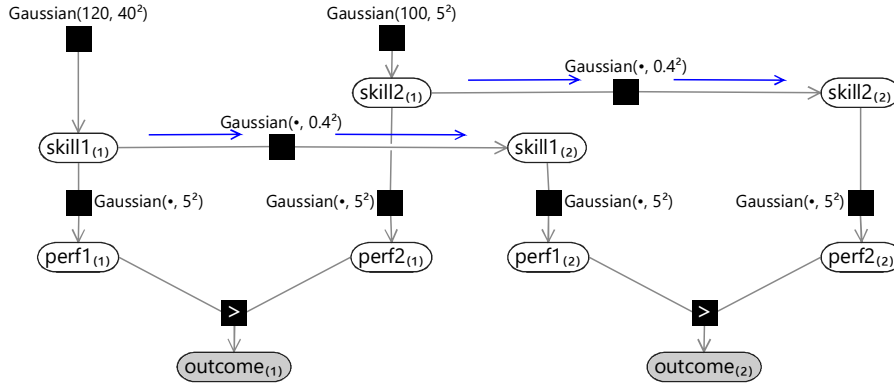 Gaussian(120, 40²)
Gaussian(100, 5²)
Gaussian(•, 0.4²)
skill2₍₁₎
skill2₍₂₎
Gaussian(•, 0.4²)
skill1₍₁₎
skill1₍₂₎
Gaussian(•, 5²)
Gaussian(•, 5²)
Gaussian(•, 5²)
Gaussian(•, 5²)
perf1₍₁₎
perf2₍₁₎
perf1₍₂₎
perf2₍₂₎
>
>
outcome₍₁₎
outcome₍₂₎